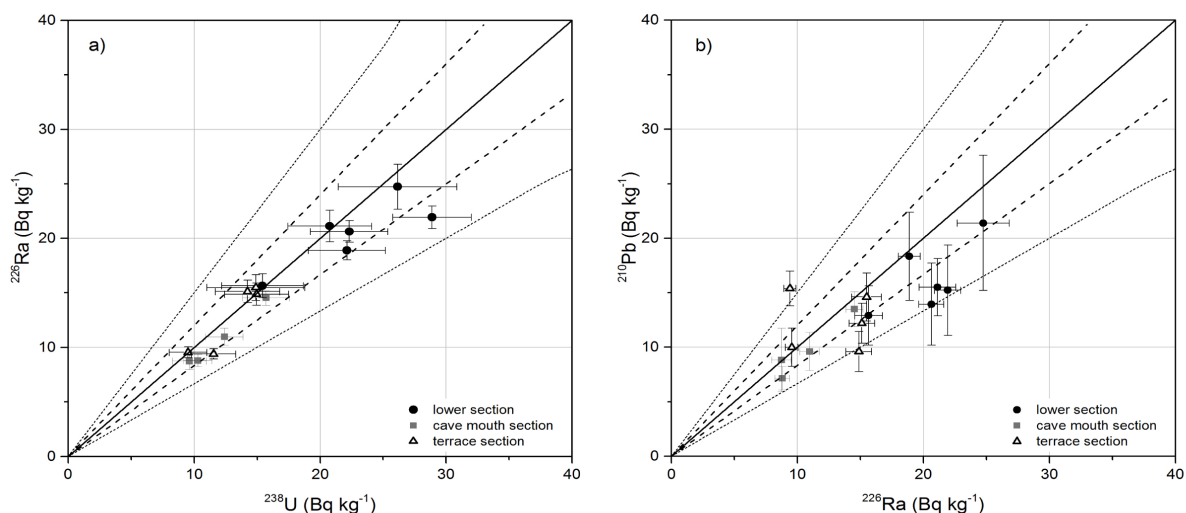 a)
40
30
20
10
0
²²⁶Ra (Bq kg⁻¹)
lower section
cave mouth section
terrace section
0 10 20 30 40
²³⁸U (Bq kg⁻¹)
b)
40
30
20
10
0
²¹⁰Pb (Bq kg⁻¹)
lower section
cave mouth section
terrace section
0 10 20 30 40
²²⁶Ra (Bq kg⁻¹)